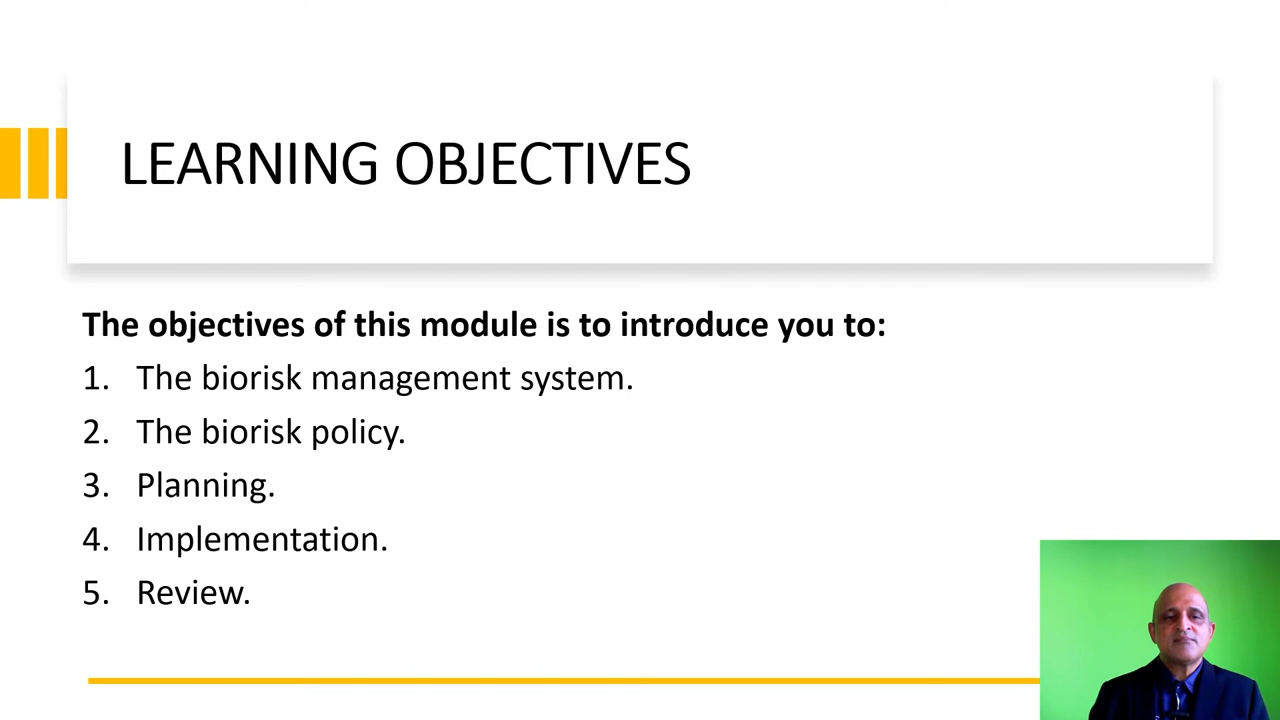 LEARNING OBJECTIVES
The objectives of this module is to introduce you to:
1. The biorisk management system.
2. The biorisk policy.
3. Planning.
4. Implementation.
5. Review.